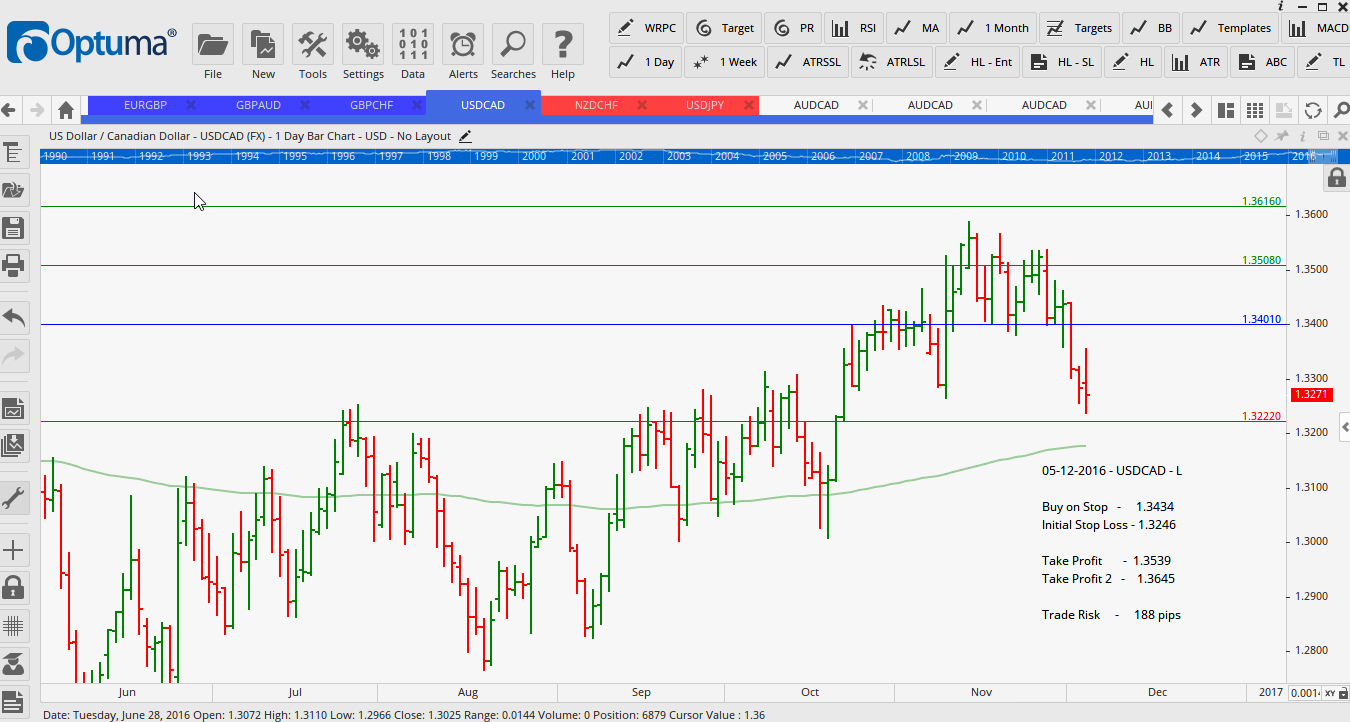 i
Optuma®
File
New
Tools
Settings
101
010
011
Data
Alerts
Searches
?
Help
WRPC
Target
PR
RSI
MA
1 Month
Targets
BB
Templates
MACD
1 Day
1 Week
ATRSSL
ATRLSL
HL - Ent
HL - SL
HL
ATR
ABC
TL
EURGBP
GBPAUD
GBPCHF
USDCAD
NZDCHF
USDJPY
AUDCAD
AUDCAD
AUDCAD
AUI
US Dollar / Canadian Dollar - USDCAD (FX) - 1 Day Bar Chart - USD - No Layout
i
1990 1991 1992 1993 1994 1995 1996 1997 1998 1999 2000 2001 2002 2003 2004 2005 2006 2007 2008 2009 2010 2011 2012 2013 2014 2015 2016
1.36160
1.3600
1.35080
1.3500
1.34010
1.3400
1.3300
1.3271
1.32220
1.3200
1.3100
1.3000
1.2900
1.2800
05-12-2016 - USDCAD - L
Buy on Stop - 1.3434
Initial Stop Loss - 1.3246
Take Profit - 1.3539
Take Profit 2 - 1.3645
Trade Risk - 188 pips
Jun Jul Aug Sep Oct Nov Dec 2017
0.0014 XY
Date: Tuesday, June 28, 2016 Open: 1.3072 High: 1.3110 Low: 1.2966 Close: 1.3025 Range: 0.0144 Volume: 0 Position: 6879 Cursor Value : 1.36